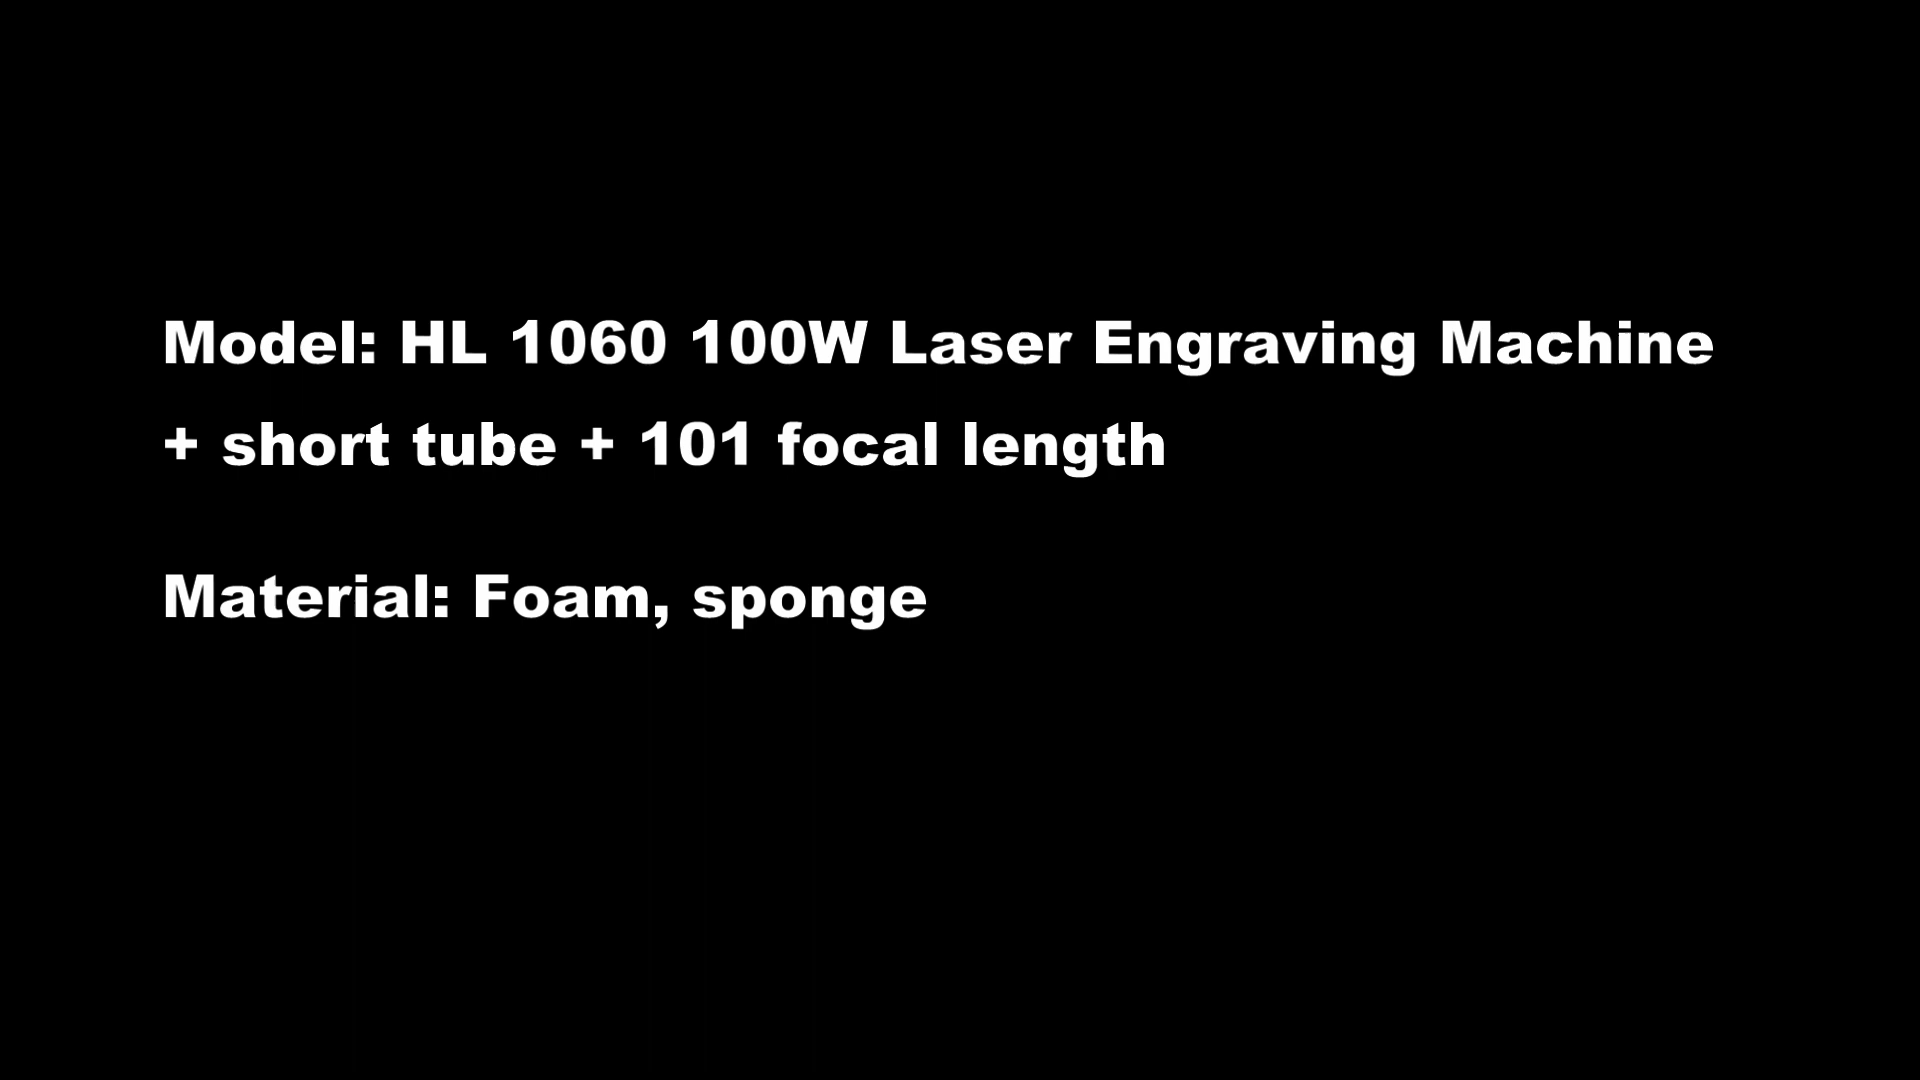 Model: HL 1060 100W Laser Engraving Machine
+ short tube + 101 focal length
Material: Foam, sponge